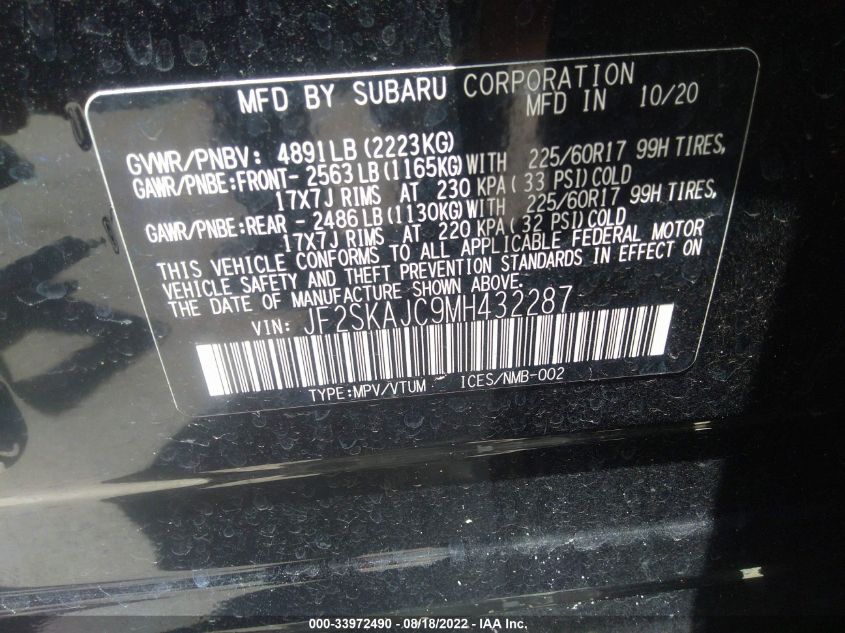 MFD BY SUBARU CORPORATION
MFD IN 10/20
GVWR/PNBV: 4891LB(2223KG)
GAWR/PNBE:FRONT- 2563LB(1165KG)WITH 225/60R17 99H TIRES,
17X7J RIMS AT 230 KPA( 33 PSI)COLD
GAWR/PNBE:REAR - 2486LB(1130KG)WITH 225/60R17 99H TIRES,
17X7J RIMS AT 220 KPA( 32 PSI)COLD
THIS VEHICLE CONFORMS TO ALL APPLICABLE FEDERAL MOTOR
VEHICLE SAFETY AND THEFT PREVENTION STANDARDS IN EFFECT ON
THE DATE OF MANUFACTURE SHOWN ABOVE.
VIN: JF2SKAJC9MH432287
TYPE:MPV/VTUM ICES/NMB-002
000-33972490 - 08/18/2022 - IAA Inc.